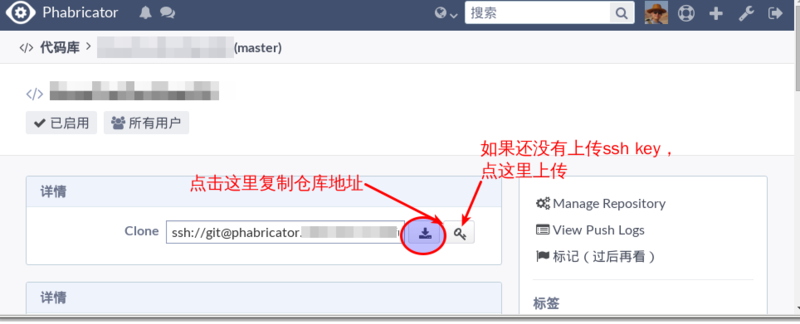 Phabricator
搜索
代码库 > (master)
已启用
所有用户
如果还没有上传ssh key，
点这里上传
点击这里复制仓库地址
详情
Clone
ssh://git@phabricator.
详情
Manage Repository
View Push Logs
标记（过后再看）
标签